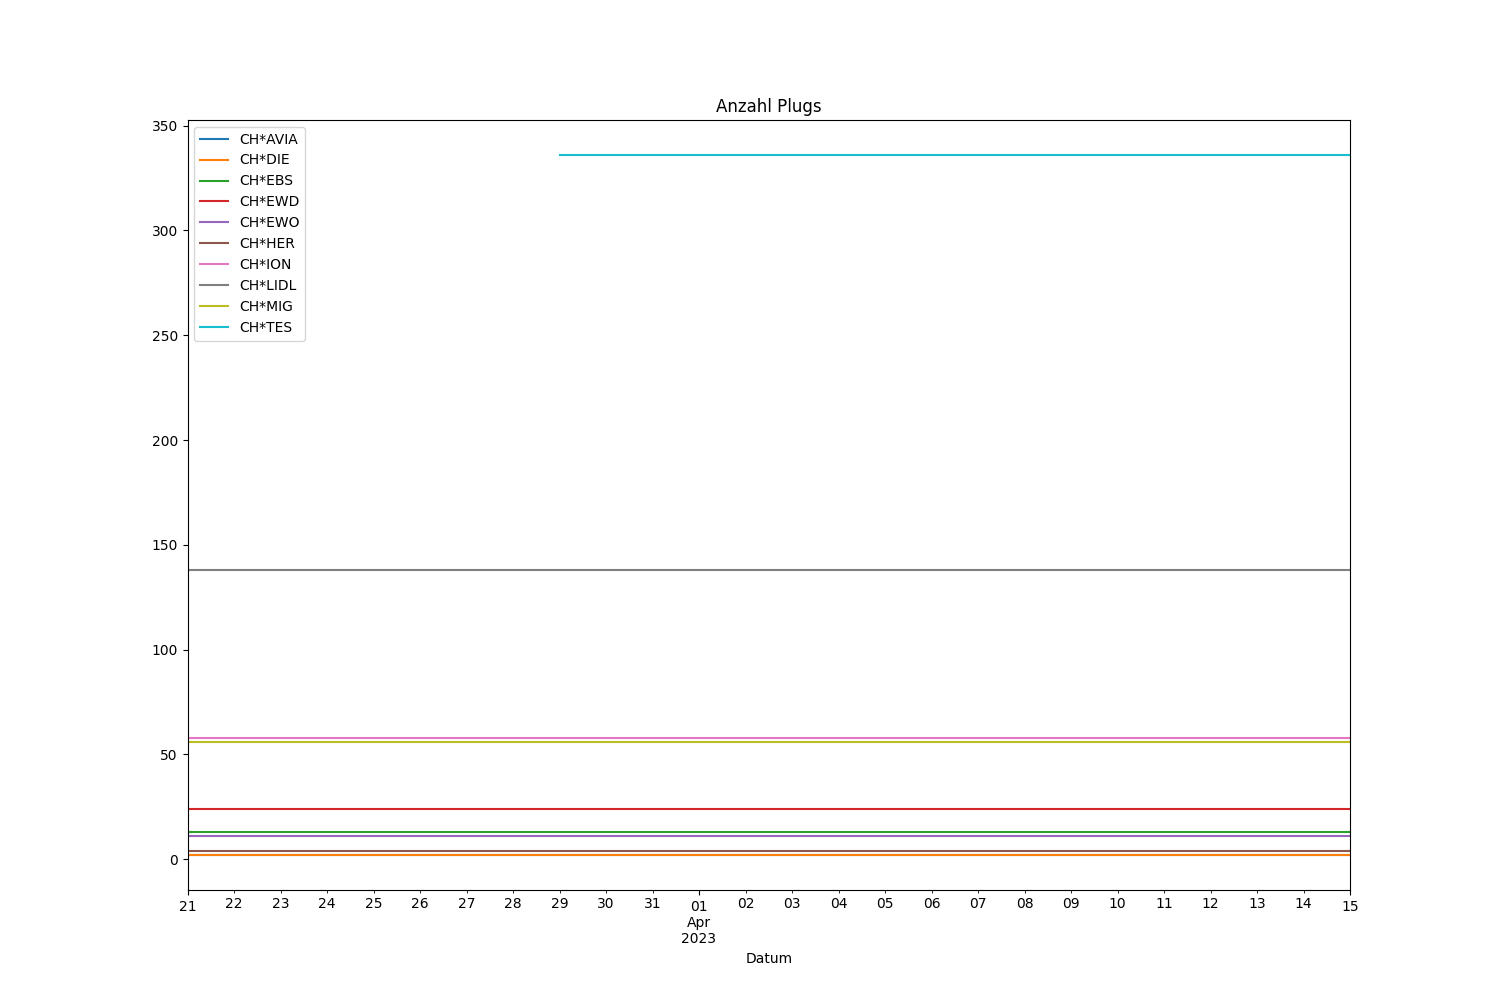 Anzahl Plugs
350
300
250
200
150
100
50
0
CH*AVIA
CH*DIE
CH*EBS
CH*EWD
CH*EWO
CH*HER
CH*ION
CH*LIDL
CH*MIG
CH*TES
21 22 23 24 25 26 27 28 29 30 31 01 02 03 04 05 06 07 08 09 10 11 12 13 14 15
Apr
2023
Datum